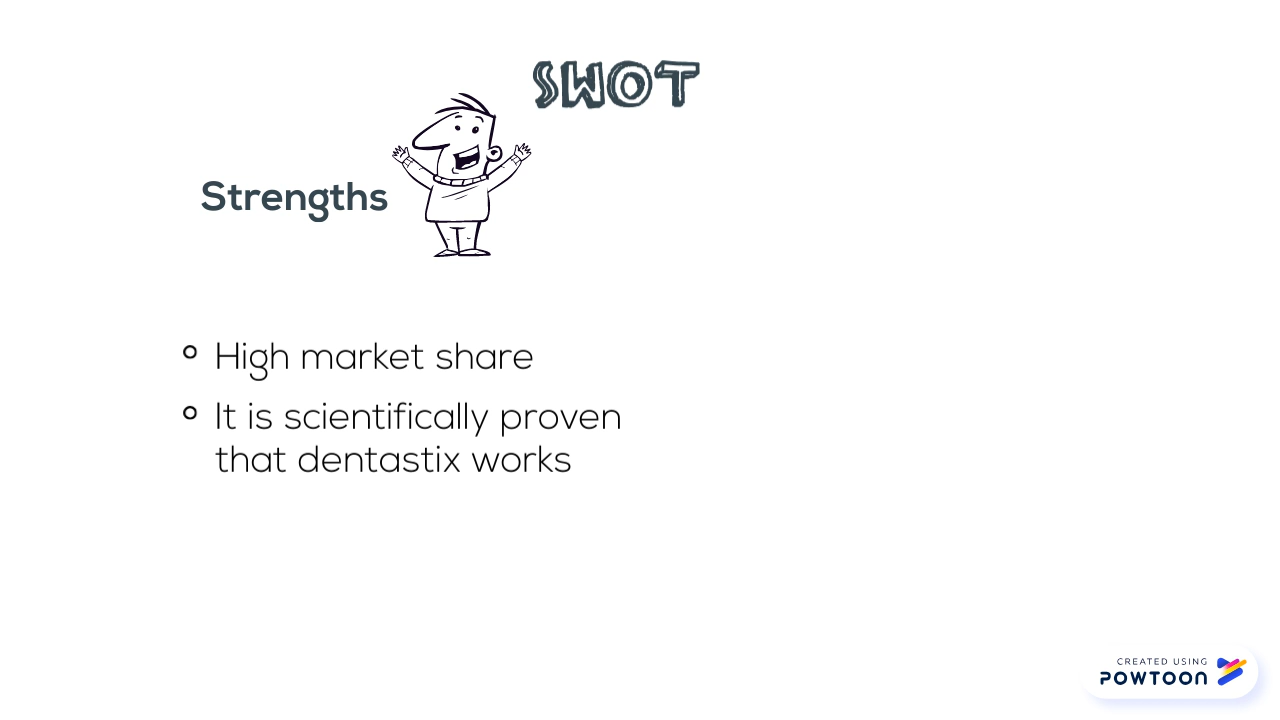 SWOT
Strengths
High market share
It is scientifically proven
that dentastix works
CREATED USING
POWTOON